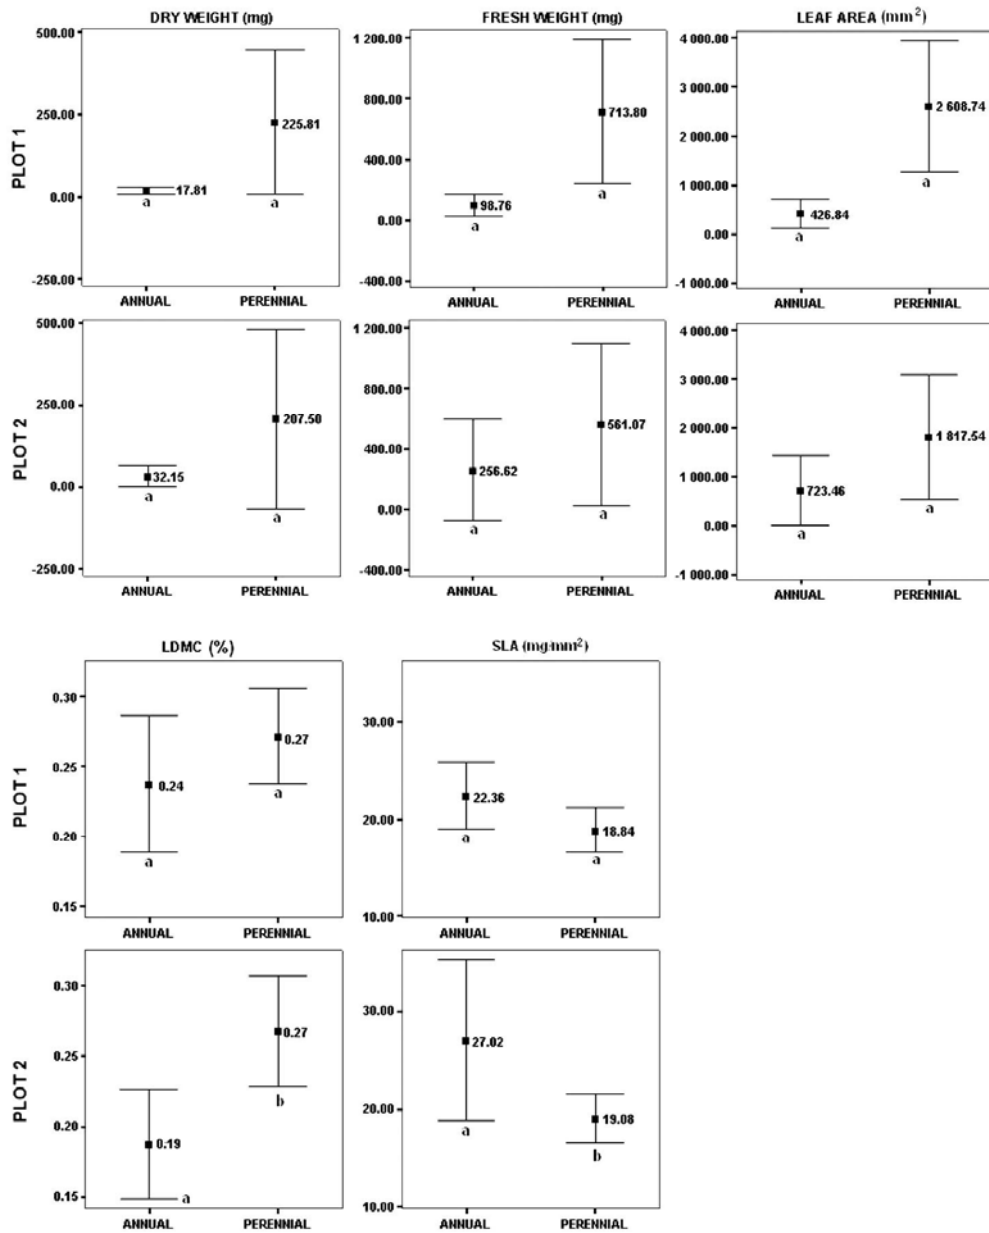 DRY WEIGHT (mg)
FRESH WEIGHT (mg)
LEAF AREA (mm²)
PLOT 1
500.00
250.00
0.00
-250.00
17.81
a
225.81
a
ANNUAL PERENNIAL
1 200.00
800.00
400.00
0.00
-400.00
98.76
a
713.80
a
ANNUAL PERENNIAL
4 000.00
3 000.00
2 000.00
1 000.00
0.00
-1 000.00
426.84
a
2 608.74
a
ANNUAL PERENNIAL
PLOT 2
500.00
250.00
0.00
-250.00
32.15
a
207.50
a
ANNUAL PERENNIAL
1 200.00
800.00
400.00
0.00
-400.00
256.62
a
561.07
a
ANNUAL PERENNIAL
4 000.00
3 000.00
2 000.00
1 000.00
0.00
-1 000.00
723.46
a
1 817.54
a
ANNUAL PERENNIAL
LDMC (%)
SLA (mg/mm²)
PLOT 1
0.30
0.25
0.20
0.15
0.24
a
0.27
a
ANNUAL PERENNIAL
30.00
20.00
10.00
22.36
a
18.84
a
ANNUAL PERENNIAL
PLOT 2
0.30
0.25
0.20
0.15
0.19
a
0.27
b
ANNUAL PERENNIAL
30.00
20.00
10.00
27.02
a
19.08
b
ANNUAL PERENNIAL